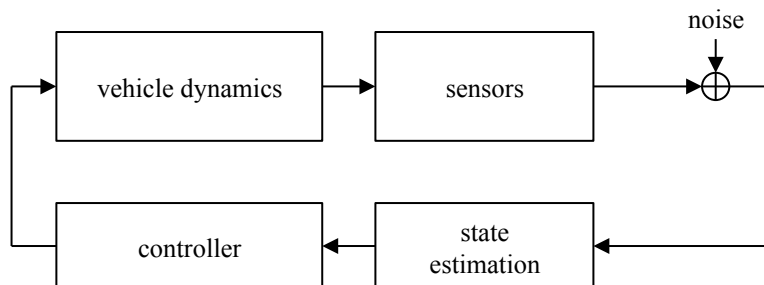 noise
vehicle dynamics
sensors
controller
state
estimation